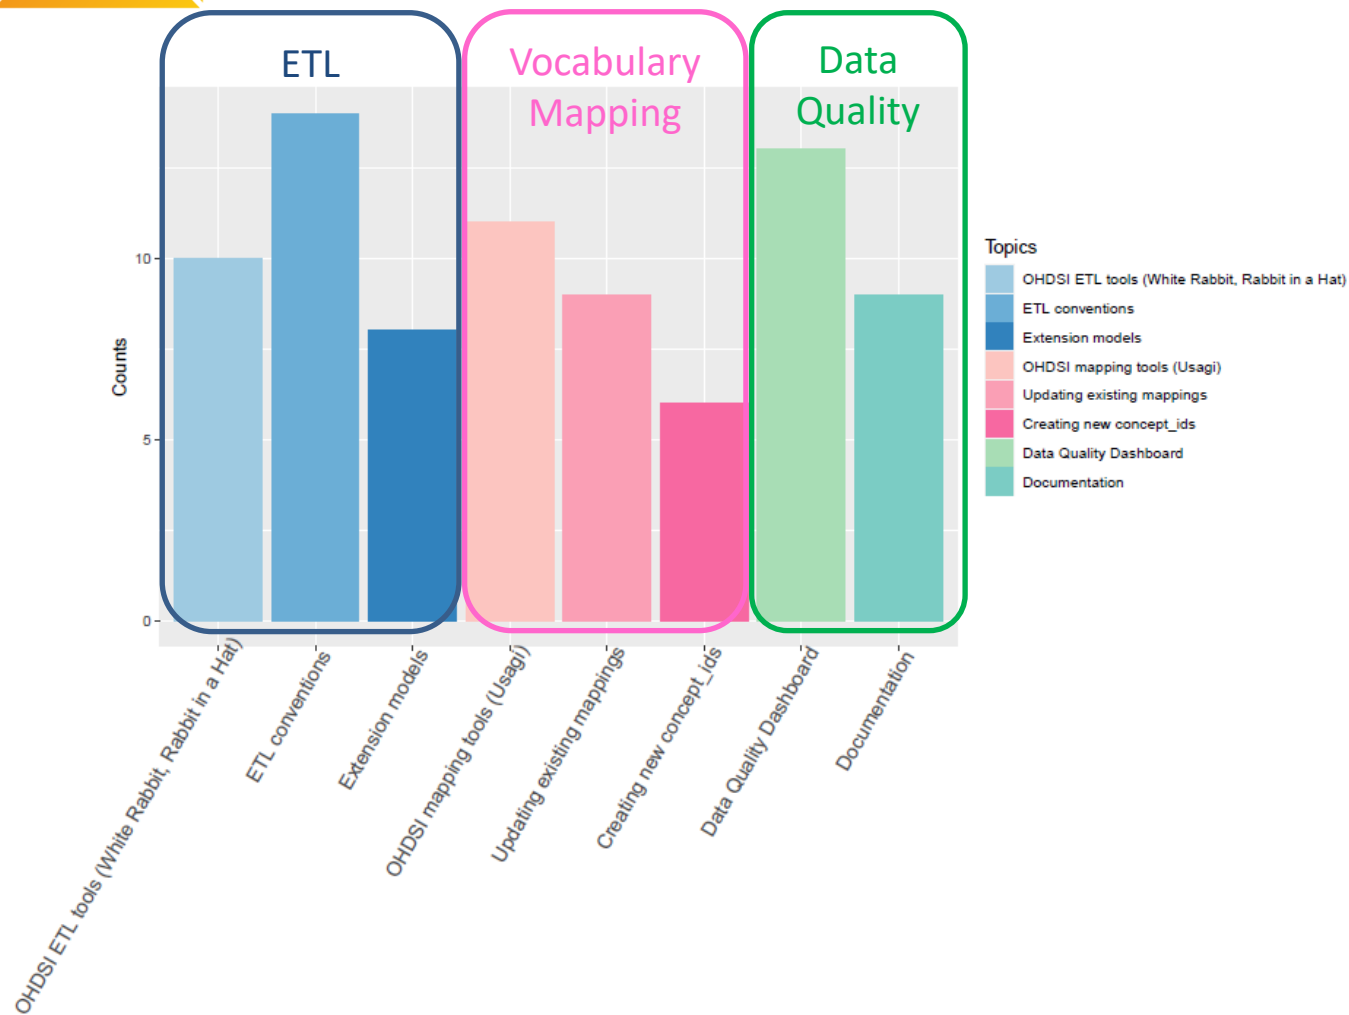 ETL
Vocabulary
Mapping
Data
Quality
Counts
10
5
0
OHDSI ETL tools (White Rabbit, Rabbit in a Hat)
ETL conventions
Extension models
OHDSI mapping tools (Usagi)
Updating existing mappings
Creating new concept_ids
Data Quality Dashboard
Documentation
Topics
OHDSI ETL tools (White Rabbit, Rabbit in a Hat)
ETL conventions
Extension models
OHDSI mapping tools (Usagi)
Updating existing mappings
Creating new concept_ids
Data Quality Dashboard
Documentation